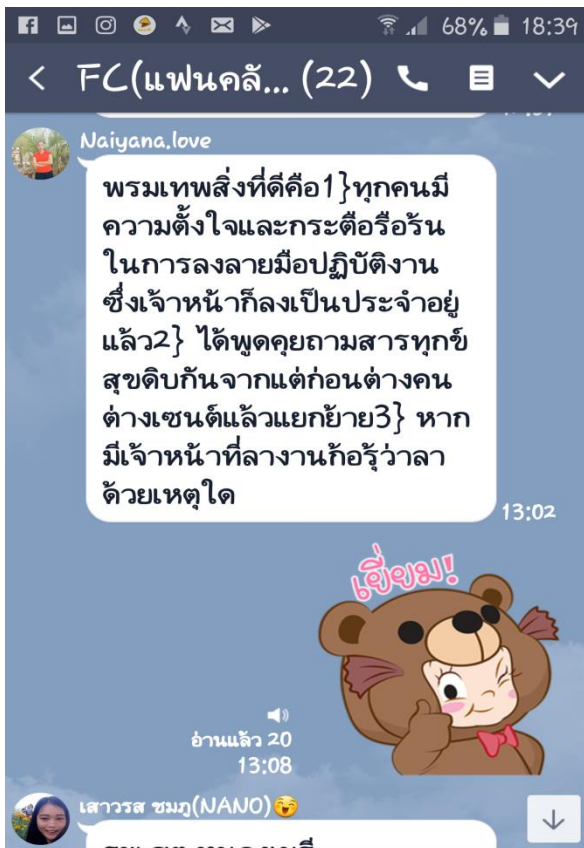 68% 18:39
FC(แฟนคลั... (22)
Naiyana.love
พรมเทพสิ่งที่ดีคือ1}ทุกคนมี
ความตั้งใจและกระตือรือร้น
ในการลงลายมือปฏิบัติงาน
ซึ่งเจ้าหน้าก็ลงเป็นประจำอยู่
แล้ว2} ได้พูดคุยถามสารทุกข์
สุขดิบกันจากแต่ก่อนต่างคน
ต่างเซนต์แล้วแยกย้าย3} หาก
มีเจ้าหน้าที่ลางานก้อรุ้ว่าลา
ด้วยเหตุใด
13:02
เยี่ยม!
อ่านแล้ว 20
13:08
เสาวรส ชมภู(NANO)